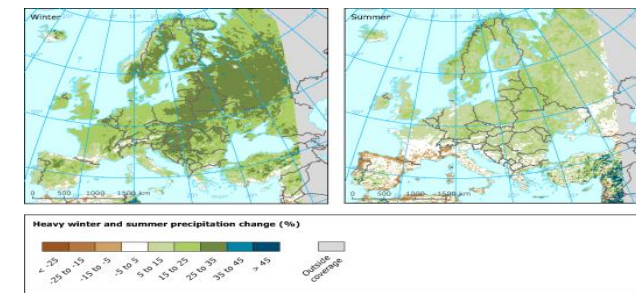 Winter
Summer
0 500 1000 1500 km
0 500 1000 1500 km
Heavy winter and summer precipitation change (%)
< -25
-25 to -15
-15 to -5
-5 to 5
5 to 15
15 to 25
25 to 35
35 to 45
> 45
Outside
coverage